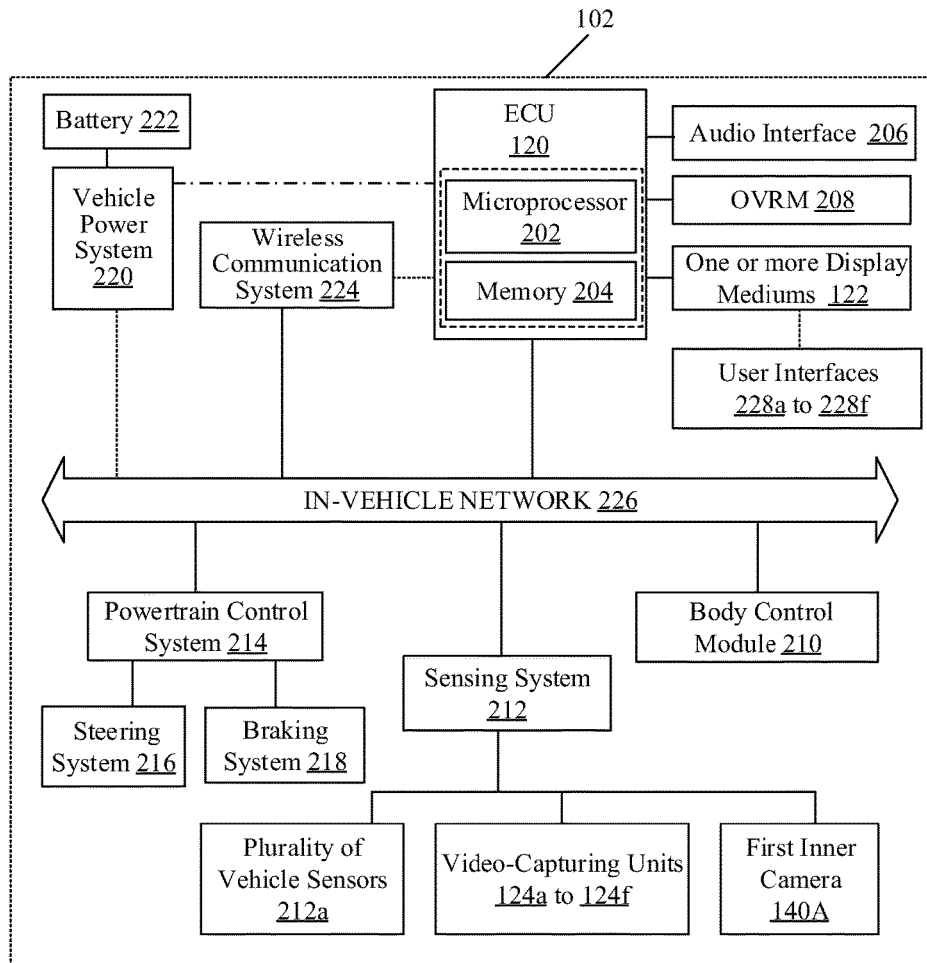 102
Battery 222
Vehicle
Power
System
220
Wireless
Communication
System 224
ECU
120
Microprocessor
202
Memory 204
Audio Interface 206
OVRM 208
One or more Display
Mediums 122
User Interfaces
228a to 228f
IN-VEHICLE NETWORK 226
Powertrain Control
System 214
Steering
System 216
Braking
System 218
Sensing System
212
Body Control
Module 210
Plurality of
Vehicle Sensors
212a
Video-Capturing Units
124a to 124f
First Inner
Camera
140A